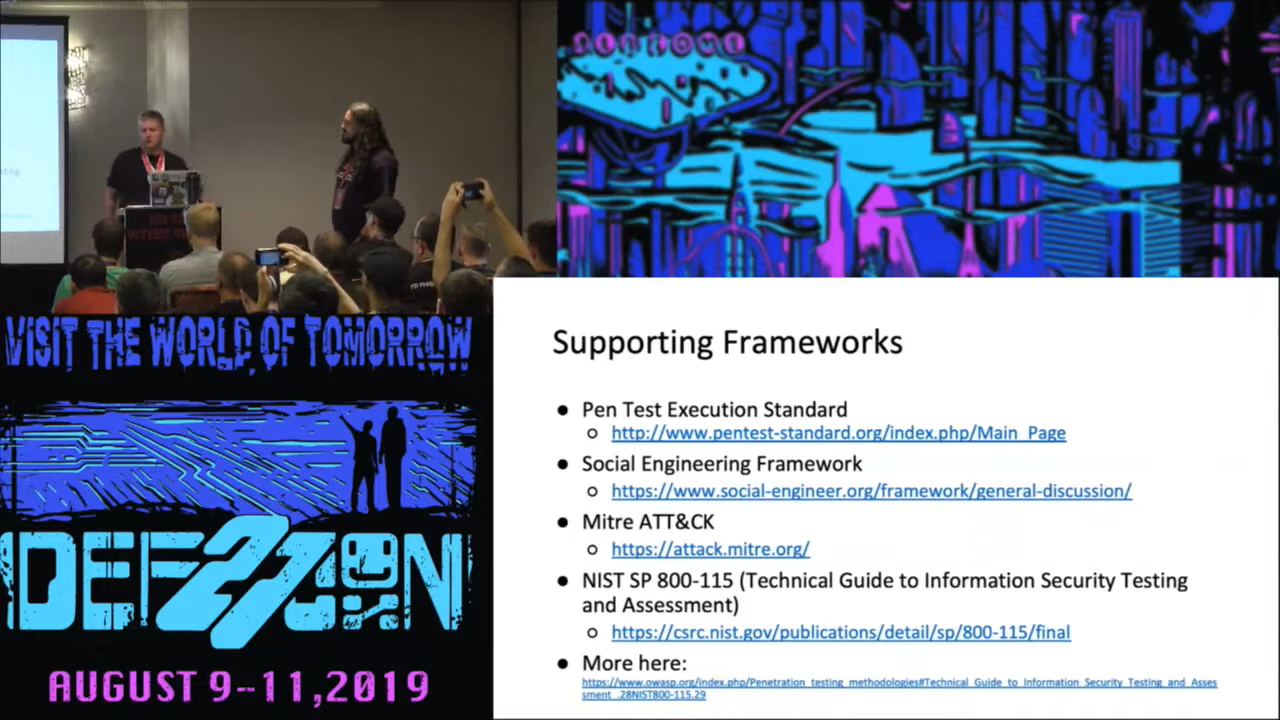 WELCOME
VISIT THE WORLD OF TOMORROW
DEF CON
27
AUGUST 9-11,2019
Supporting Frameworks
● Pen Test Execution Standard
○ http://www.pentest-standard.org/index.php/Main_Page
● Social Engineering Framework
○ https://www.social-engineer.org/framework/general-discussion/
● Mitre ATT&CK
○ https://attack.mitre.org/
● NIST SP 800-115 (Technical Guide to Information Security Testing
and Assessment)
○ https://csrc.nist.gov/publications/detail/sp/800-115/final
● More here:
https://www.owasp.org/index.php/Penetration_testing_methodologies#Technical_Guide_to_Information_Security_Testing_and_Asses
sment_.28NIST800-115.29